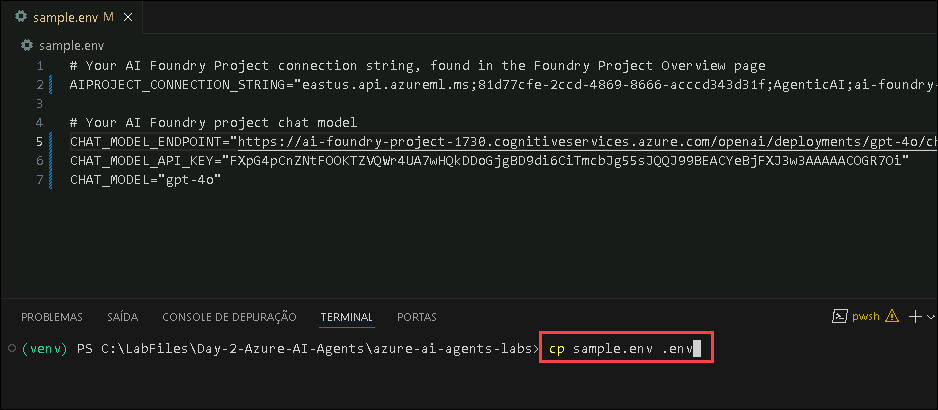 sample.env M
sample.env
1 # Your AI Foundry Project connection string, found in the Foundry Project Overview page
2 AIPROJECT_CONNECTION_STRING="eastus.api.azureml.ms;81d77cfe-2ccd-4869-8666-acccd343d31f;AgenticAI;ai-foundry-
3
4 # Your AI Foundry project chat model
5 CHAT_MODEL_ENDPOINT="https://ai-foundry-project-1730.cognitiveservices.azure.com/openai/deployments/gpt-4o/ch
6 CHAT_MODEL_API_KEY="FXpG4pCnZNtFOOKTZVQWr4UA7wHQkDDoGjgBD9di6CiTmcbJg55sJQQJ99BEACYeBjFXJ3w3AAAAACOGR7Oi"
7 CHAT_MODEL="gpt-4o"
PROBLEMAS SAÍDA CONSOLE DE DEPURAÇÃO TERMINAL PORTAS pwsh
(venv) PS C:\LabFiles\Day-2-Azure-AI-Agents\azure-ai-agents-labs> cp sample.env .env